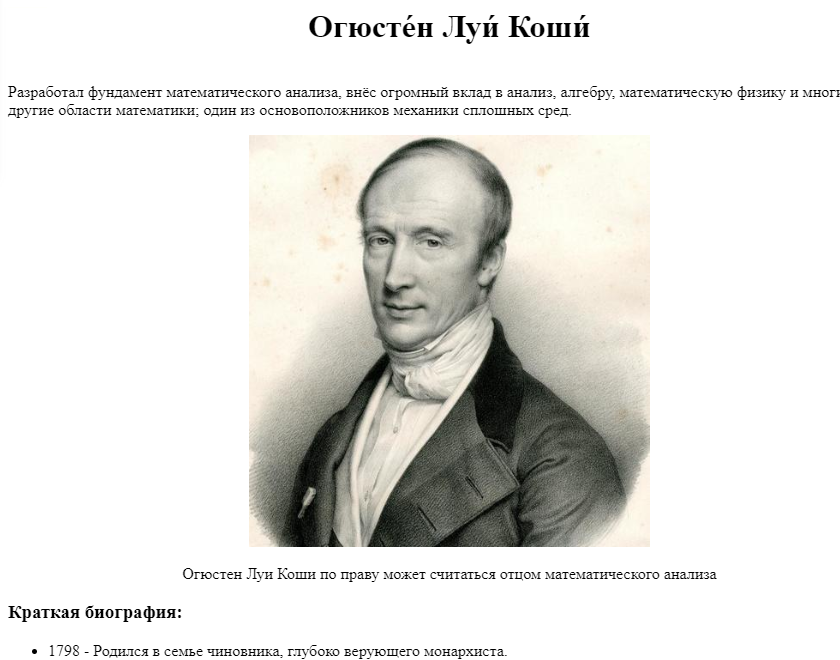 Огюсте́н Луи́ Коши́
Разработал фундамент математического анализа, внёс огромный вклад в анализ, алгебру, математическую физику и многи
другие области математики; один из основоположников механики сплошных сред.
Огюстен Луи Коши по праву может считаться отцом математического анализа
Краткая биография:
• 1798 - Родился в семье чиновника, глубоко верующего монархиста.